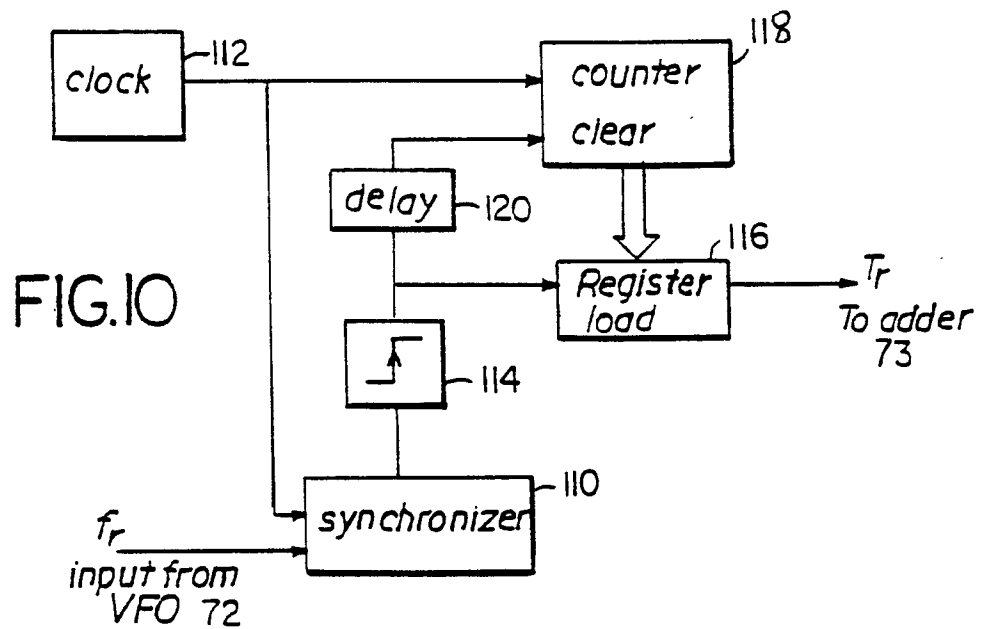 118
clock
112
counter
clear
delay
120
116
FIG.10
Register
load
Tr
To adder
73
114
110
synchronizer
fr
input from
VFO 72